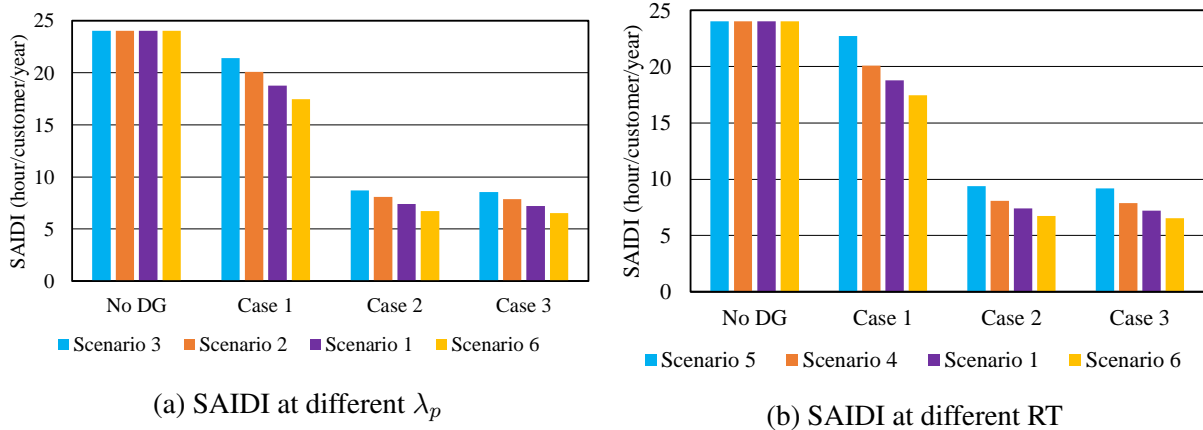 25
20
15
10
5
0
SAIDI (hour/customer/year)
No DG Case 1 Case 2 Case 3
Scenario 3 Scenario 2 Scenario 1 Scenario 6
(a) SAIDI at different λp
25
20
15
10
5
0
SAIDI (hour/customer/year)
No DG Case 1 Case 2 Case 3
Scenario 5 Scenario 4 Scenario 1 Scenario 6
(b) SAIDI at different RT